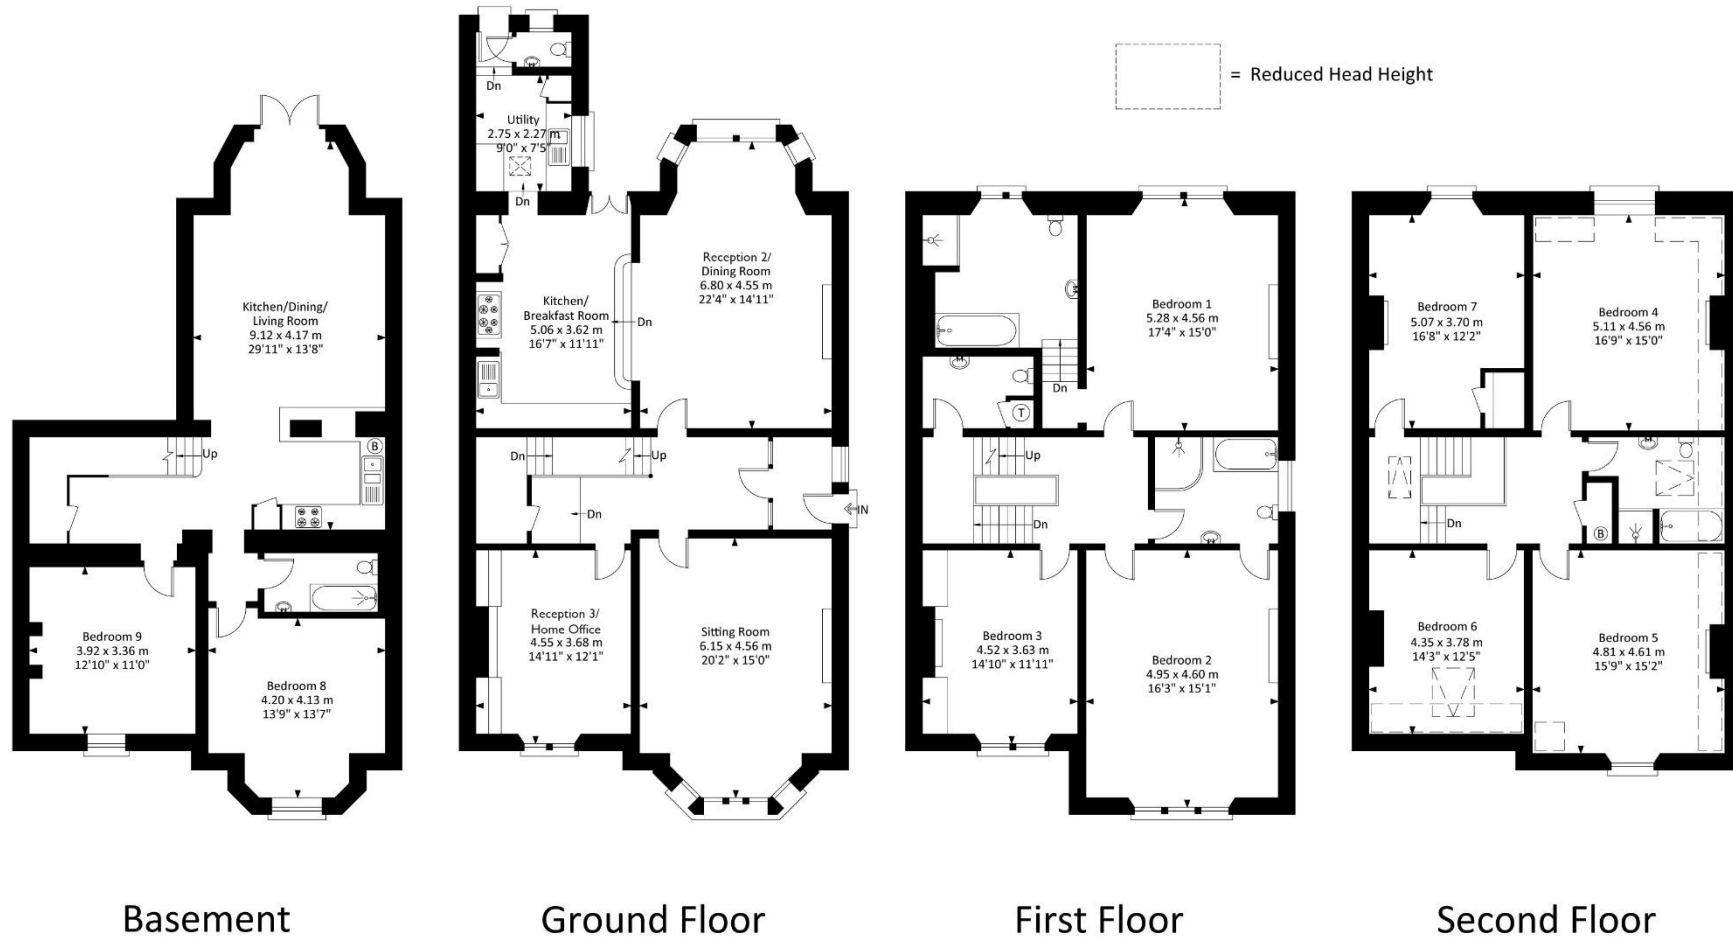 = Reduced Head Height
Kitchen/Dining/
Living Room
9.12 x 4.17 m
29'11" x 13'8"
B
Up
Bedroom 9
3.92 x 3.36 m
12'10" x 11'0"
Bedroom 8
4.20 x 4.13 m
13'9" x 13'7"
Basement
Dn
Utility
2.75 x 2.27 m
9'0" x 7'5"
Dn
Reception 2/
Dining Room
6.80 x 4.55 m
22'4" x 14'11"
Kitchen/
Breakfast Room
5.06 x 3.62 m
16'7" x 11'11"
Dn
Dn
Up
Dn
IN
Reception 3/
Home Office
4.55 x 3.68 m
14'11" x 12'1"
Sitting Room
6.15 x 4.56 m
20'2" x 15'0"
Ground Floor
Bedroom 1
5.28 x 4.56 m
17'4" x 15'0"
Dn
T
Up
Dn
Bedroom 3
4.52 x 3.63 m
14'10" x 11'11"
Bedroom 2
4.95 x 4.60 m
16'3" x 15'1"
First Floor
Bedroom 7
5.07 x 3.70 m
16'8" x 12'2"
Bedroom 4
5.11 x 4.56 m
16'9" x 15'0"
Dn
B
Bedroom 6
4.35 x 3.78 m
14'3" x 12'5"
Bedroom 5
4.81 x 4.61 m
15'9" x 15'2"
Second Floor